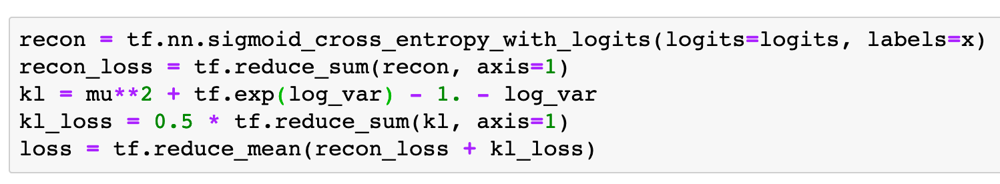 recon = tf.nn.sigmoid_cross_entropy_with_logits(logits=logits, labels=x)
recon_loss = tf.reduce_sum(recon, axis=1)
kl = mu**2 + tf.exp(log_var) - 1. - log_var
kl_loss = 0.5 * tf.reduce_sum(kl, axis=1)
loss = tf.reduce_mean(recon_loss + kl_loss)